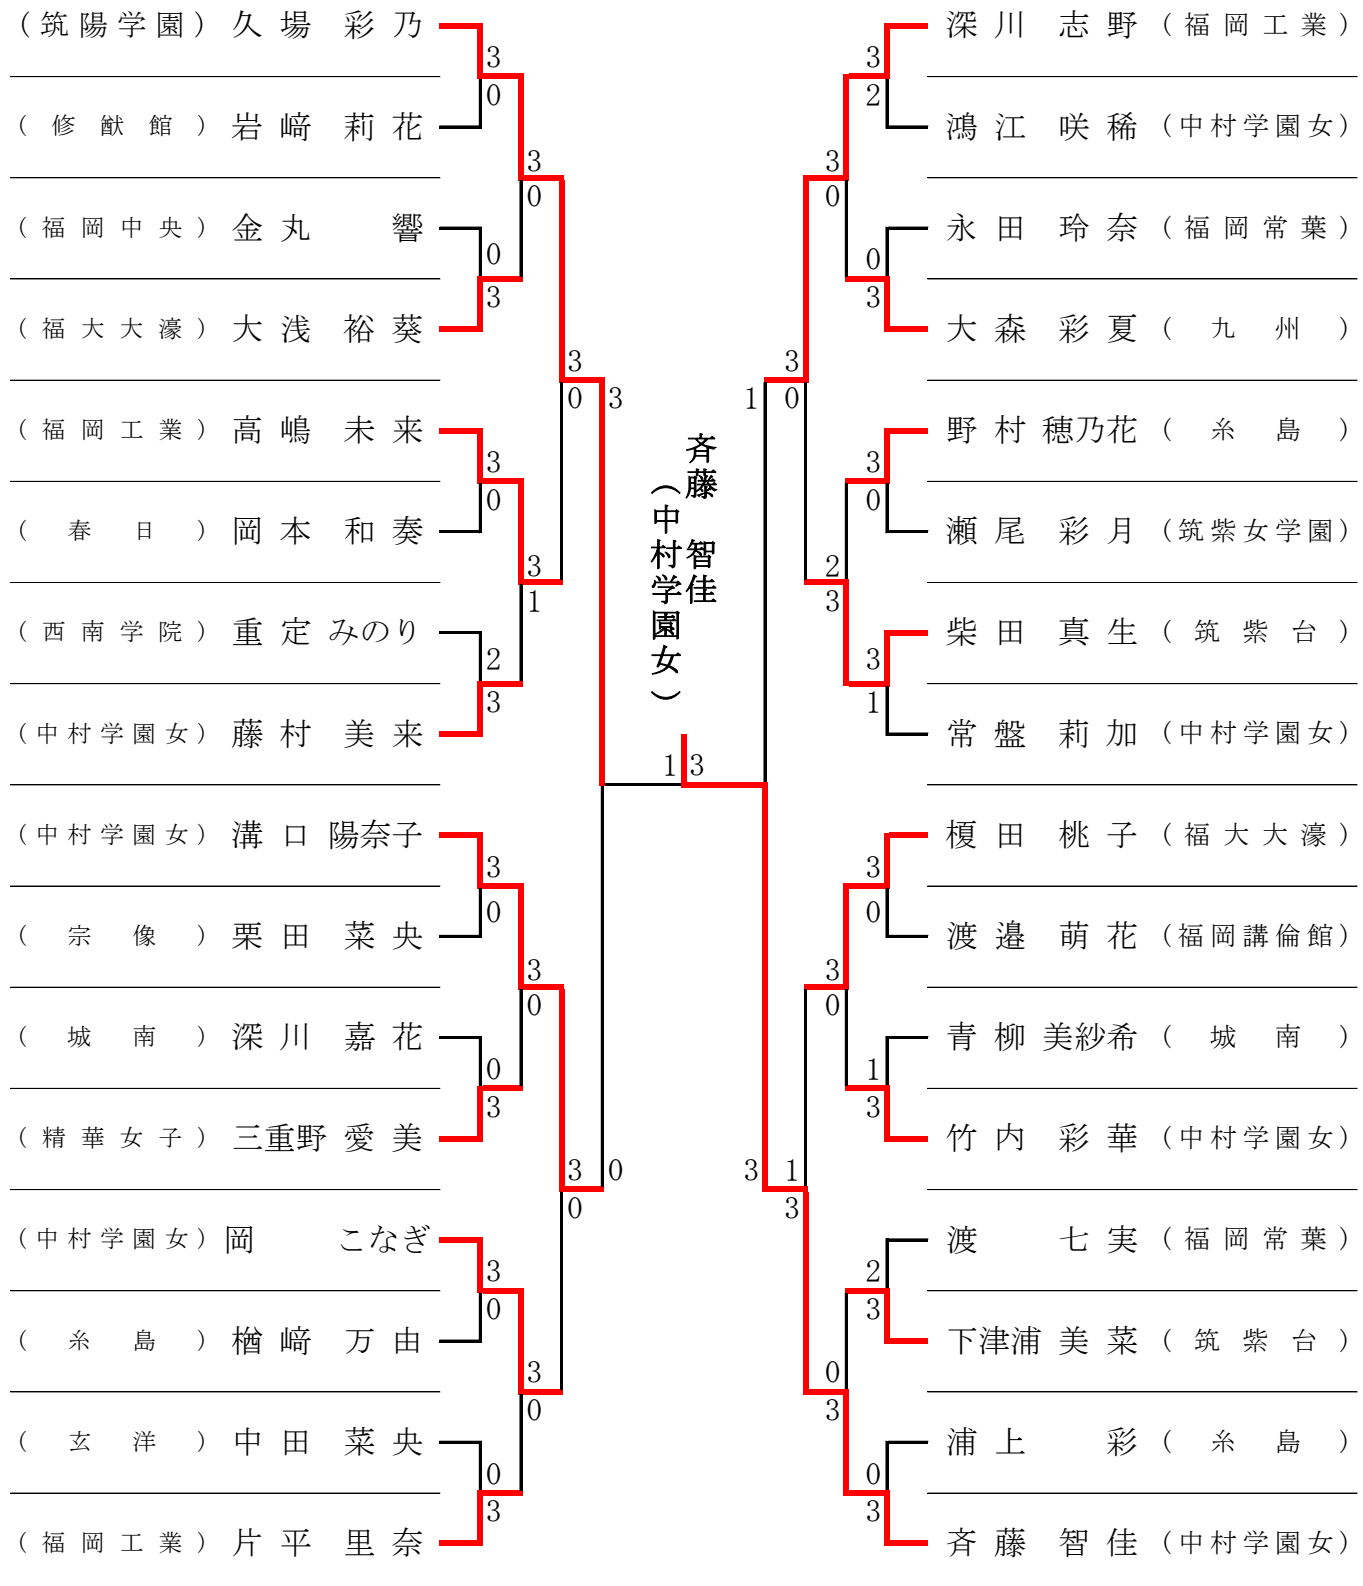 (筑陽学園) 久場 彩乃
3
0
(修猷館) 岩﨑 莉花
3
0
(福岡中央) 金丸 響
0
3
(福大大濠) 大浅 裕葵
3
0
3
(福岡工業) 高嶋 未来
3
0
(春日) 岡本 和奏
3
1
(西南学院) 重定 みのり
2
3
(中村学園女) 藤村 美来
(中村学園女) 溝口 陽奈子
3
0
(宗像) 栗田 菜央
3
0
(城南) 深川 嘉花
0
3
(精華女子) 三重野 愛美
3
0
0
(中村学園女) 岡 こなぎ
3
0
(糸島) 楢﨑 万由
3
0
(玄洋) 中田 菜央
0
3
(福岡工業) 片平 里奈
斉藤 智佳
(中村学園女)
1
3
深川 志野 (福岡工業)
3
2
鴻江 咲稀 (中村学園女)
3
0
永田 玲奈 (福岡常葉)
0
3
大森 彩夏 (九州)
3
1
0
野村 穂乃花 (糸島)
3
0
瀬尾 彩月 (筑紫女学園)
2
3
柴田 真生 (筑紫台)
3
1
常盤 莉加 (中村学園女)
榎田 桃子 (福大大濠)
3
0
渡邉 萌花 (福岡講倫館)
3
0
青柳 美紗希 (城南)
1
3
竹内 彩華 (中村学園女)
3
1
3
渡 七実 (福岡常葉)
2
3
下津浦 美菜 (筑紫台)
0
3
浦上 彩 (糸島)
0
3
斉藤 智佳 (中村学園女)